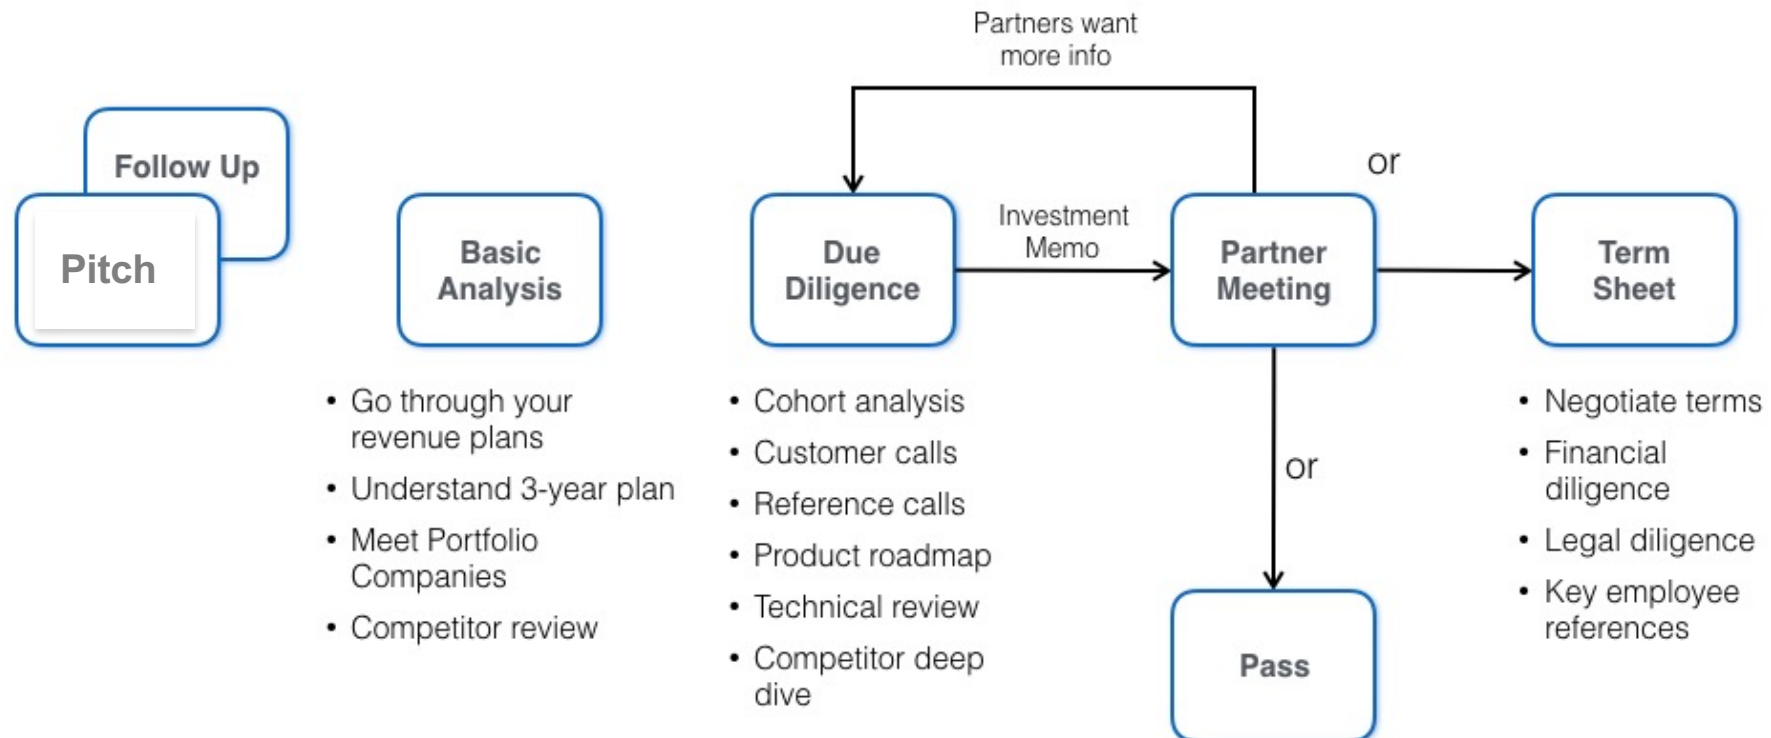 Partners want
more info
Follow Up
or
Pitch
Basic
Analysis
Due
Diligence
Investment
Memo
Partner
Meeting
Term
Sheet
• Go through your
revenue plans
• Understand 3-year plan
• Meet Portfolio
Companies
• Competitor review
• Cohort analysis
• Customer calls
• Reference calls
• Product roadmap
• Technical review
• Competitor deep
dive
or
Pass
• Negotiate terms
• Financial
diligence
• Legal diligence
• Key employee
references